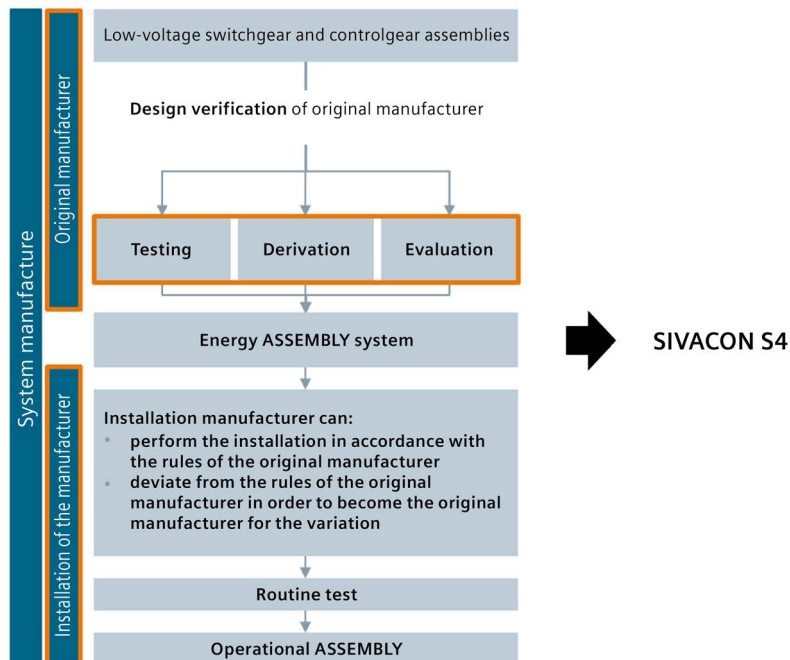 System manufacture
Original manufacturer
Low-voltage switchgear and controlgear assemblies
Design verification of original manufacturer
Testing
Derivation
Evaluation
Energy ASSEMBLY system
SIVACON S4
Installation of the manufacturer
Installation manufacturer can:
• perform the installation in accordance with
the rules of the original manufacturer
• deviate from the rules of the original
manufacturer in order to become the original
manufacturer for the variation
Routine test
Operational ASSEMBLY